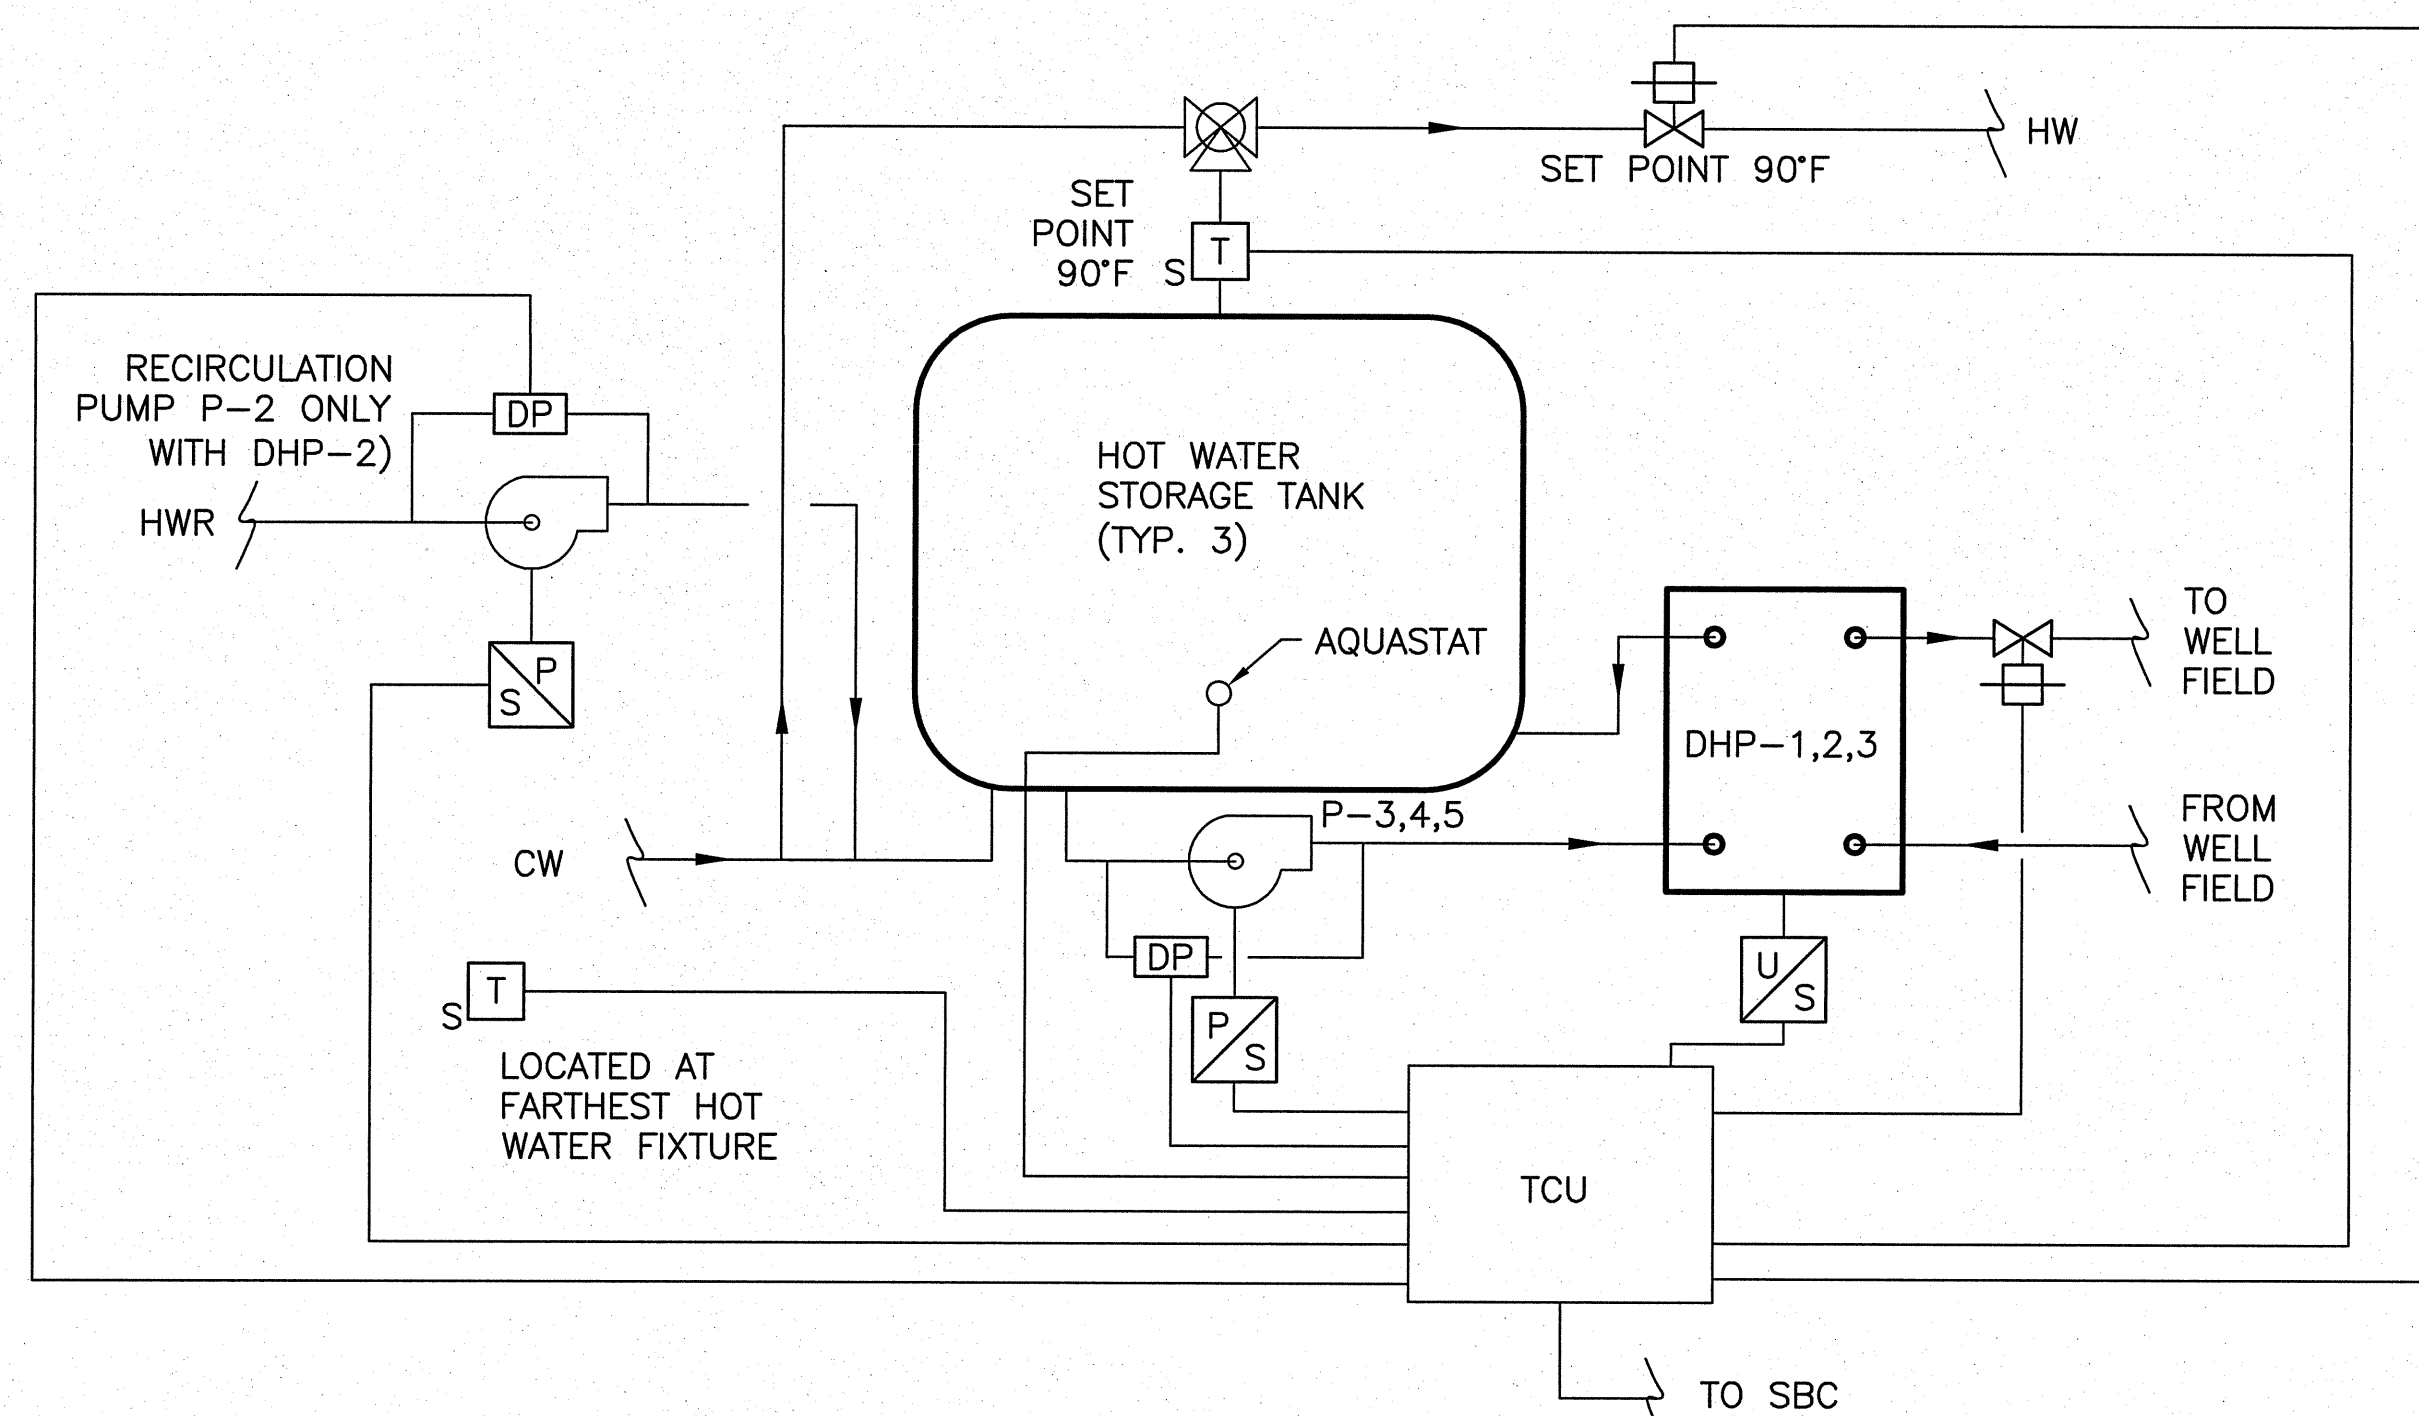 HW
SET POINT 90°F
SET
POINT
90°F
S
T
RECIRCULATION
PUMP P-2 ONLY
WITH DHP-2)
DP
HWR
P
S
HOT WATER
STORAGE TANK
(TYP. 3)
AQUASTAT
TO
WELL
FIELD
DHP-1,2,3
FROM
WELL
FIELD
P-3,4,5
CW
DP
U
S
T
S
P
S
LOCATED AT
FARTHEST HOT
WATER FIXTURE
TCU
TO SBC